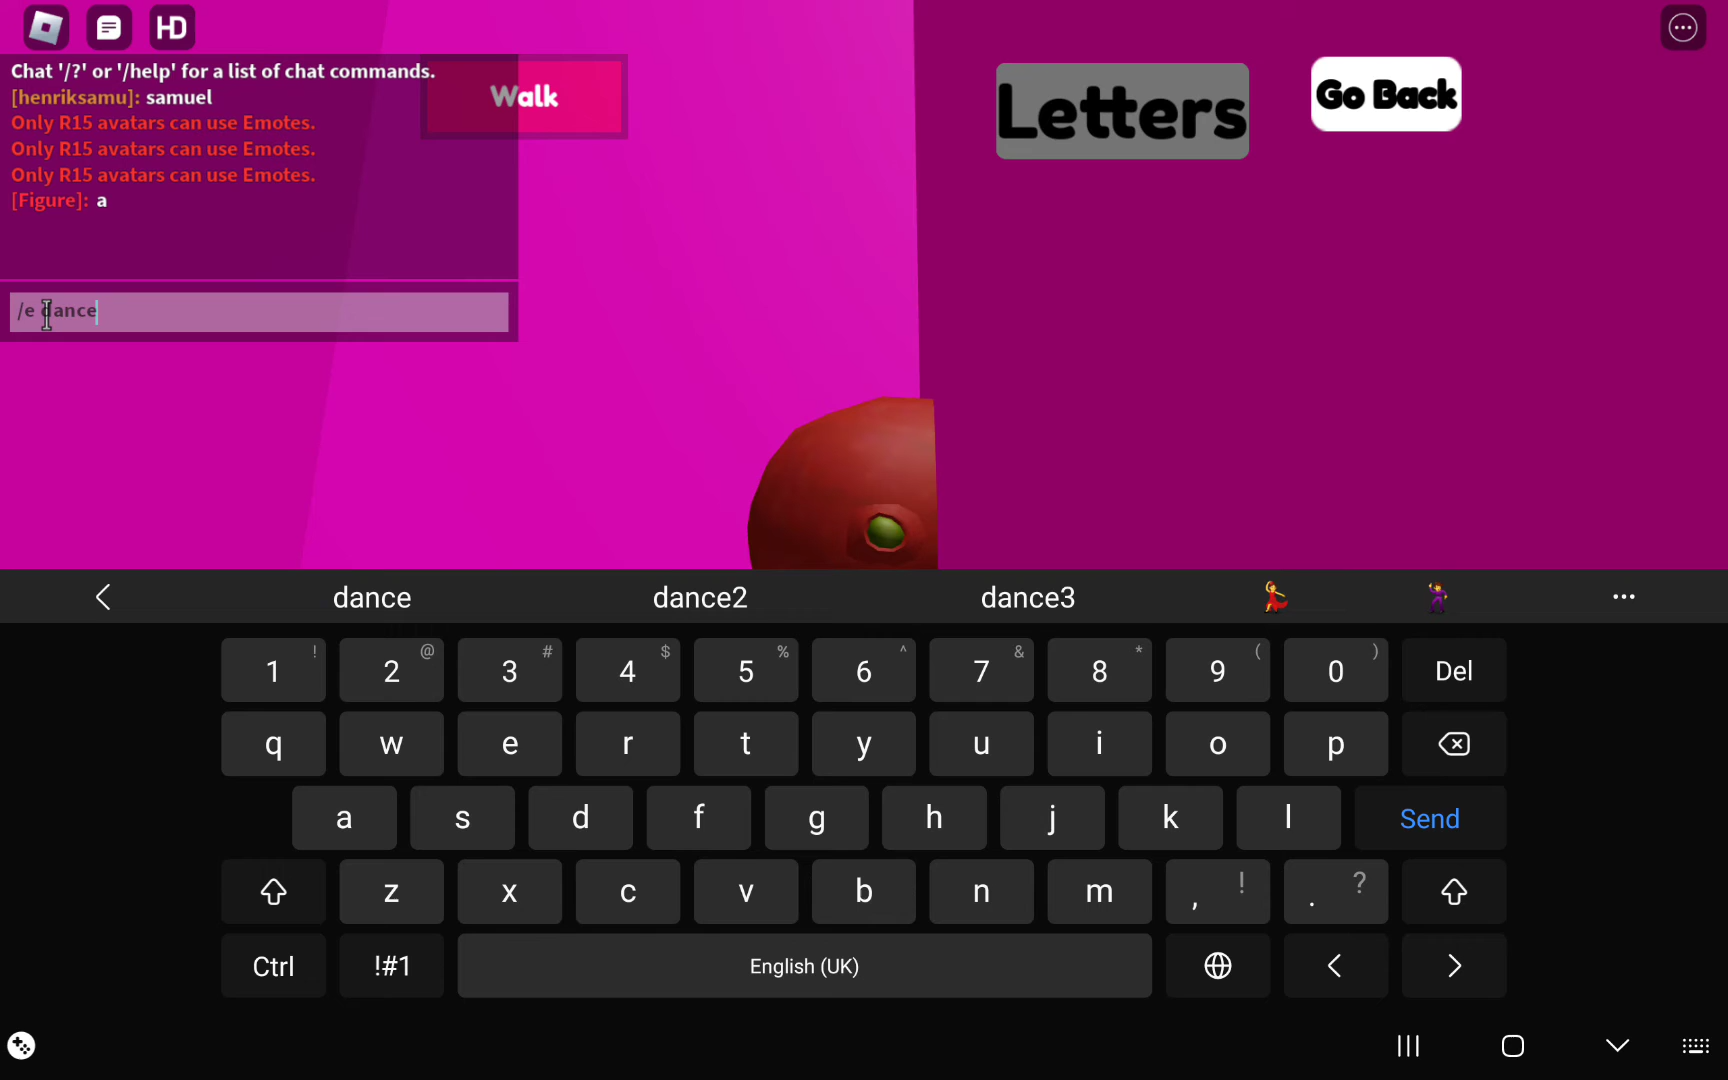 HD
Chat '/?' or '/help' for a list of chat commands.
[henriksamu]: samuel
Only R15 avatars can use Emotes.
Only R15 avatars can use Emotes.
Only R15 avatars can use Emotes.
[Figure]: a
Walk
Letters
Go Back
/e dance
dance dance2 dance3
1 ! 2 @ 3 # 4 $ 5 % 6 ^ 7 & 8 * 9 ( 0 ) Del
q w e r t y u i o p
a s d f g h j k l Send
z x c v b n m , ! . ?
Ctrl !#1 English (UK) < >